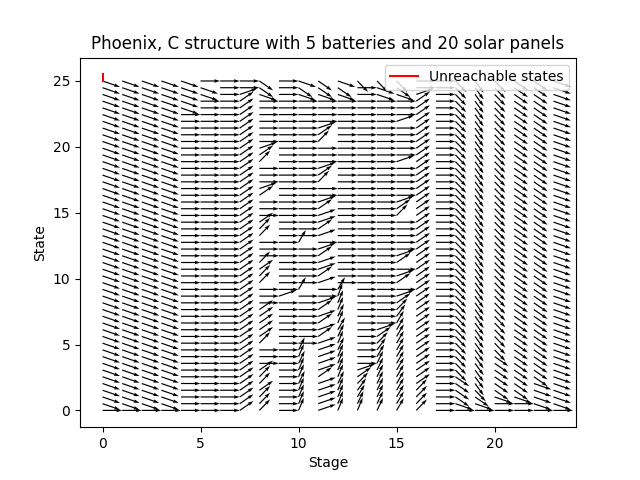 Phoenix, C structure with 5 batteries and 20 solar panels
Unreachable states
25
20
15
10
5
0
State
0 5 10 15 20
Stage